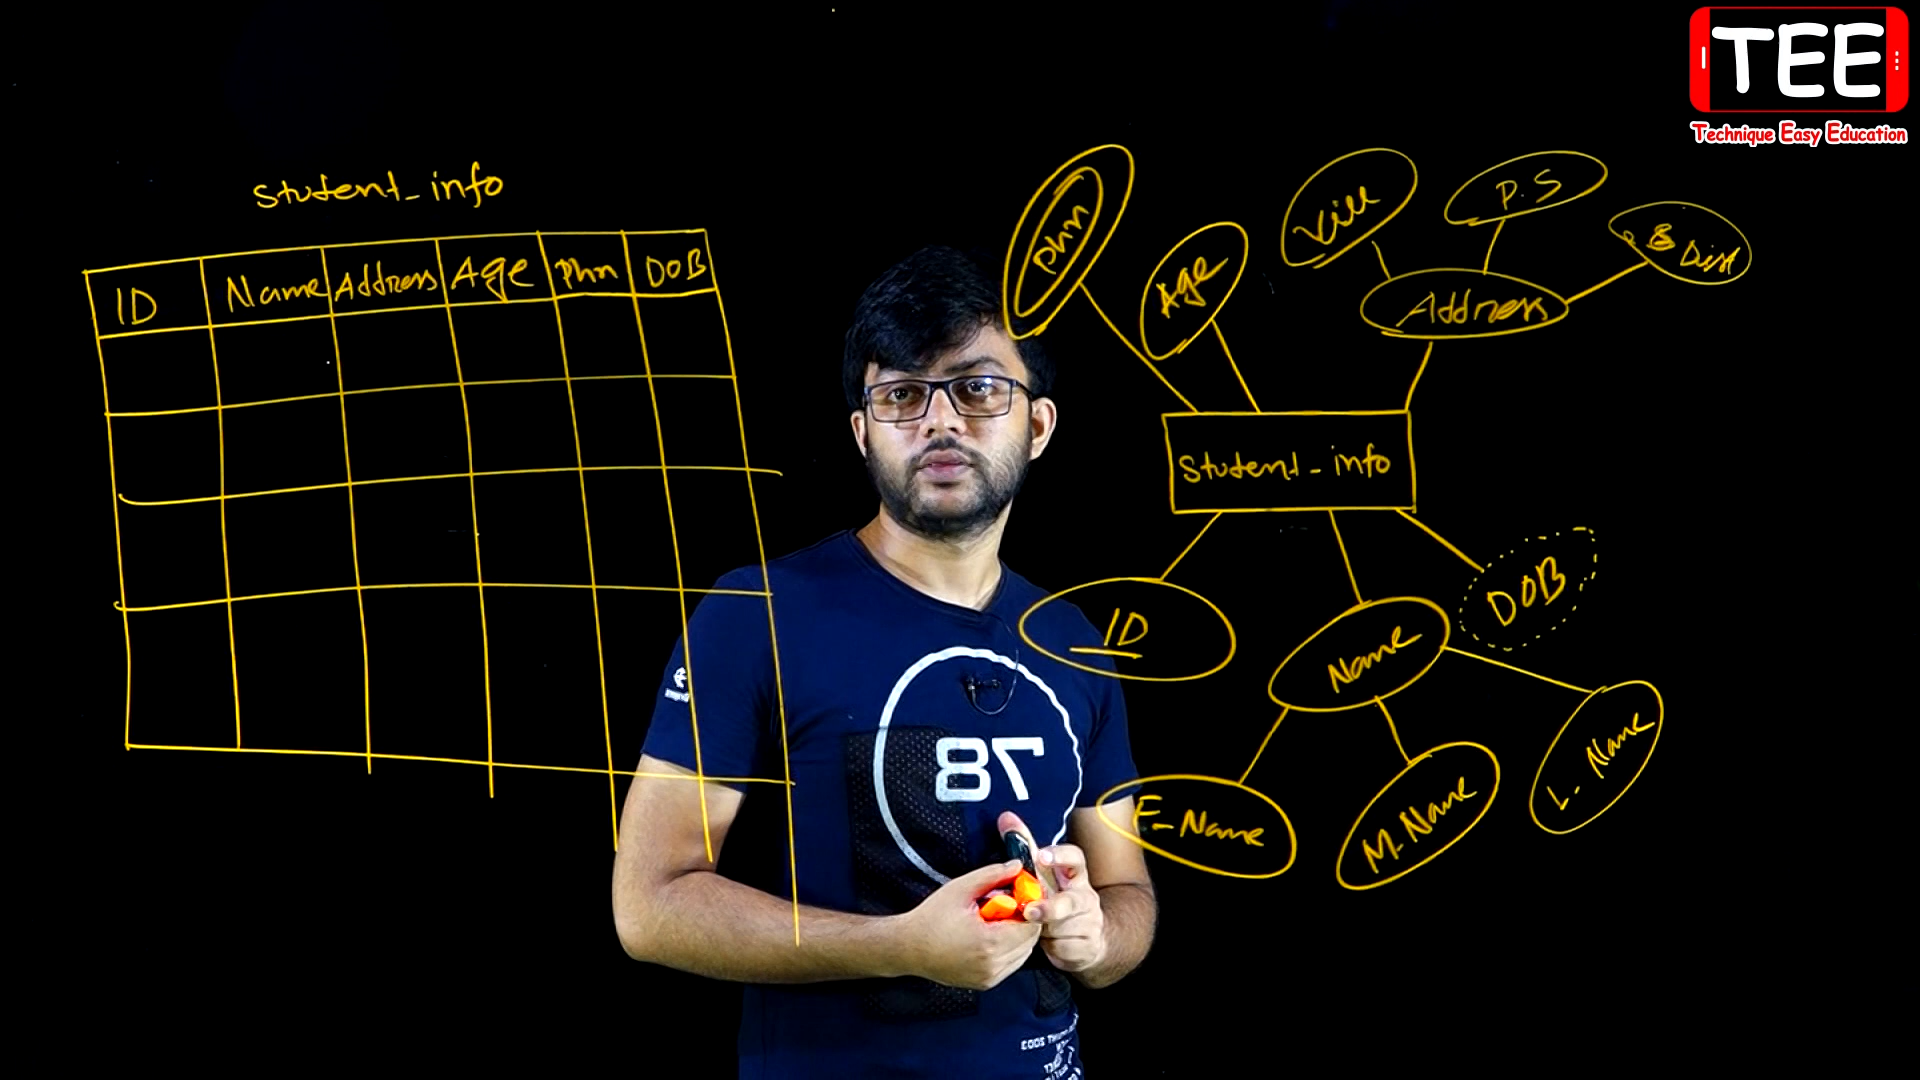 TEE
Technique Easy Education
Student_info
ID Name Address Age Phn DOB
Phn
Age
Vill
P.S
Dist
Address
Student_info
ID
Name
DOB
F_Name
M.Name
L.Name
78